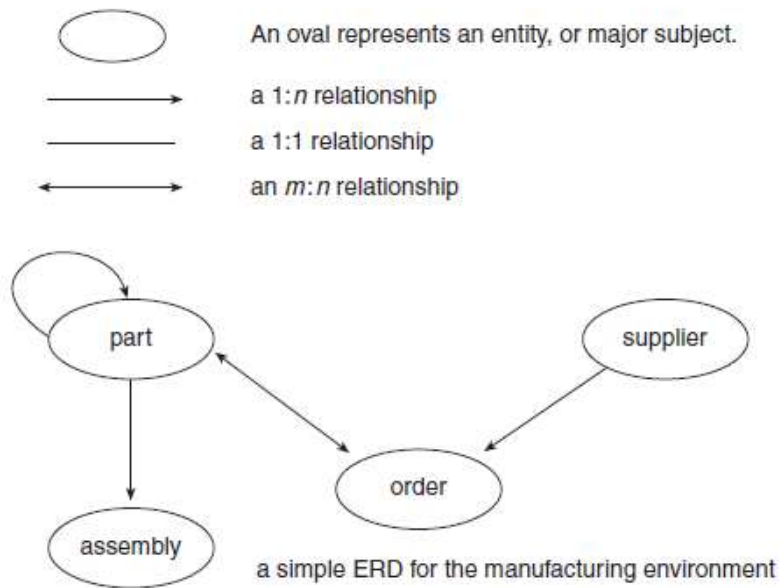 An oval represents an entity, or major subject.
a 1:n relationship
a 1:1 relationship
an m:n relationship
part
supplier
order
assembly
a simple ERD for the manufacturing environment